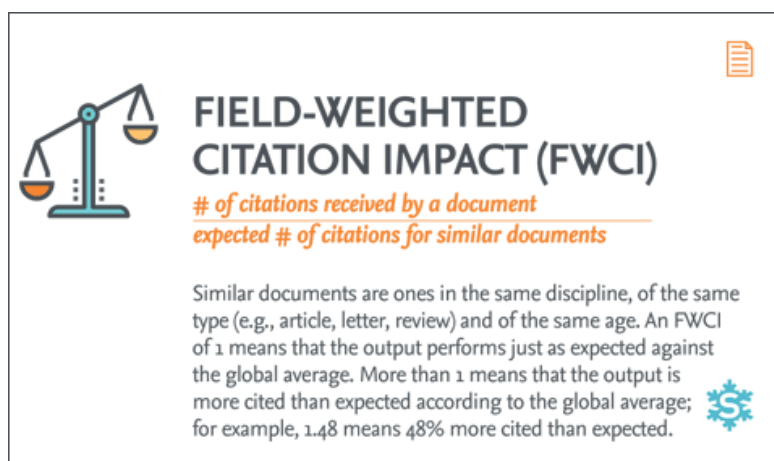 FIELD-WEIGHTED
CITATION IMPACT (FWCI)
# of citations received by a document
expected # of citations for similar documents
Similar documents are ones in the same discipline, of the same
type (e.g., article, letter, review) and of the same age. An FWCI
of 1 means that the output performs just as expected against
the global average. More than 1 means that the output is
more cited than expected according to the global average;
for example, 1.48 means 48% more cited than expected.
S